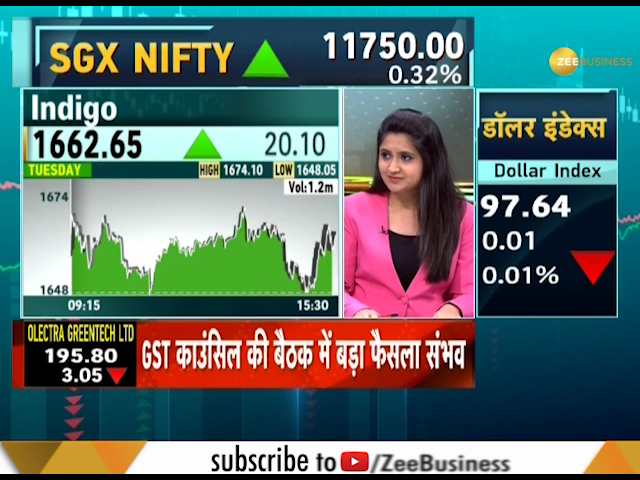 SGX NIFTY
11750.00
0.32%
ZEE BUSINESS
Indigo
1662.65 20.10
TUESDAY HIGH 1674.10 LOW 1648.05
Vol:1.2m
1674
1648
09:15 15:30
डॉलर इंडेक्स
Dollar Index
97.64
0.01
0.01%
OLECTRA GREENTECH LTD
195.80
3.05
GST काउंसिल की बैठक में बड़ा फैसला संभव
subscribe to /ZeeBusiness